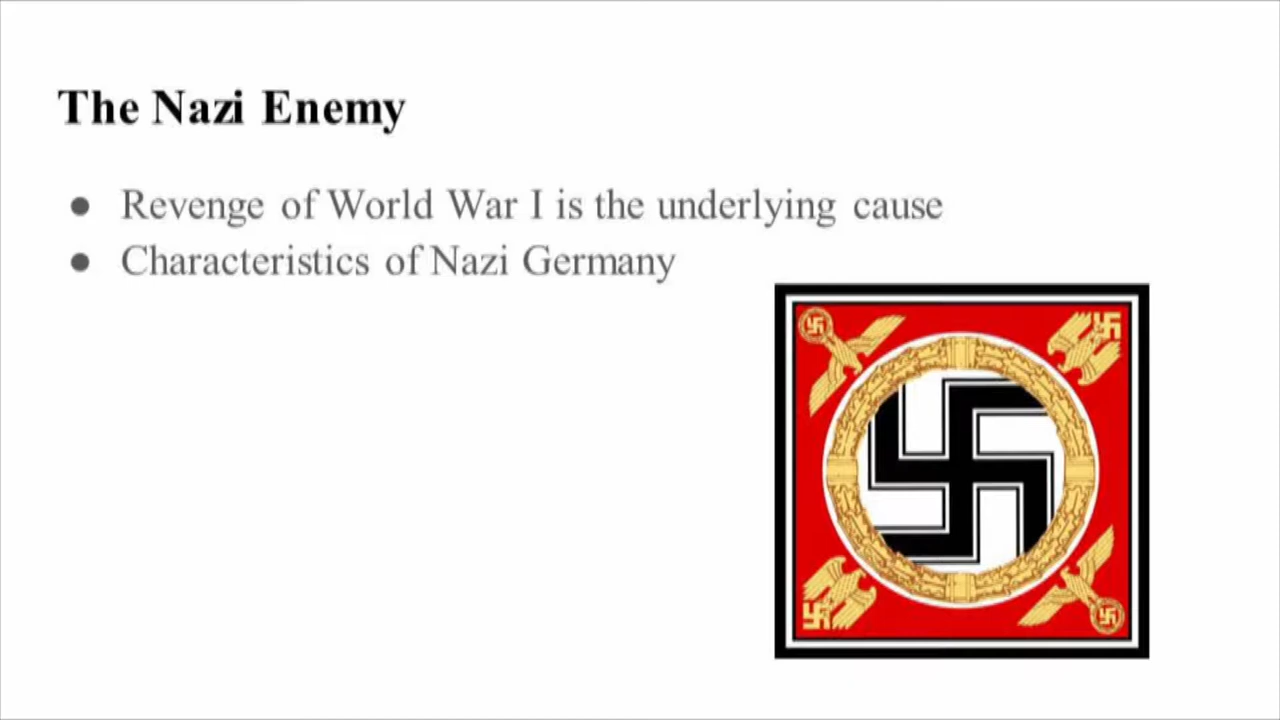 The Nazi Enemy
● Revenge of World War I is the underlying cause
● Characteristics of Nazi Germany